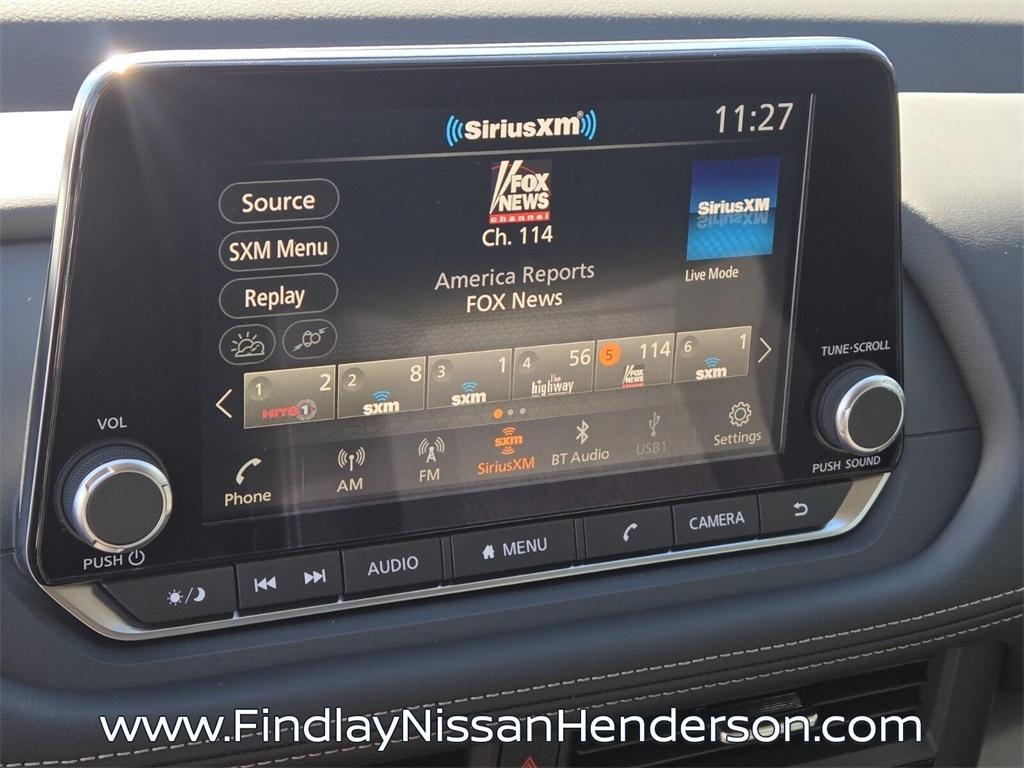 SiriusXM
11:27
Source
SXM Menu
Replay
FOX
NEWS
channel
Ch. 114
America Reports
FOX News
SiriusXM
Live Mode
1 2
HITS 1
2 8
sxm
3 1
sxm
4 56
the highway
5 114
FOX
NEWS
6 1
sxm
Phone
AM
FM
sxm
SiriusXM
BT Audio
USB1
Settings
VOL
PUSH
TUNE·SCROLL
PUSH SOUND
AUDIO
MENU
CAMERA
www.FindlayNissanHenderson.com